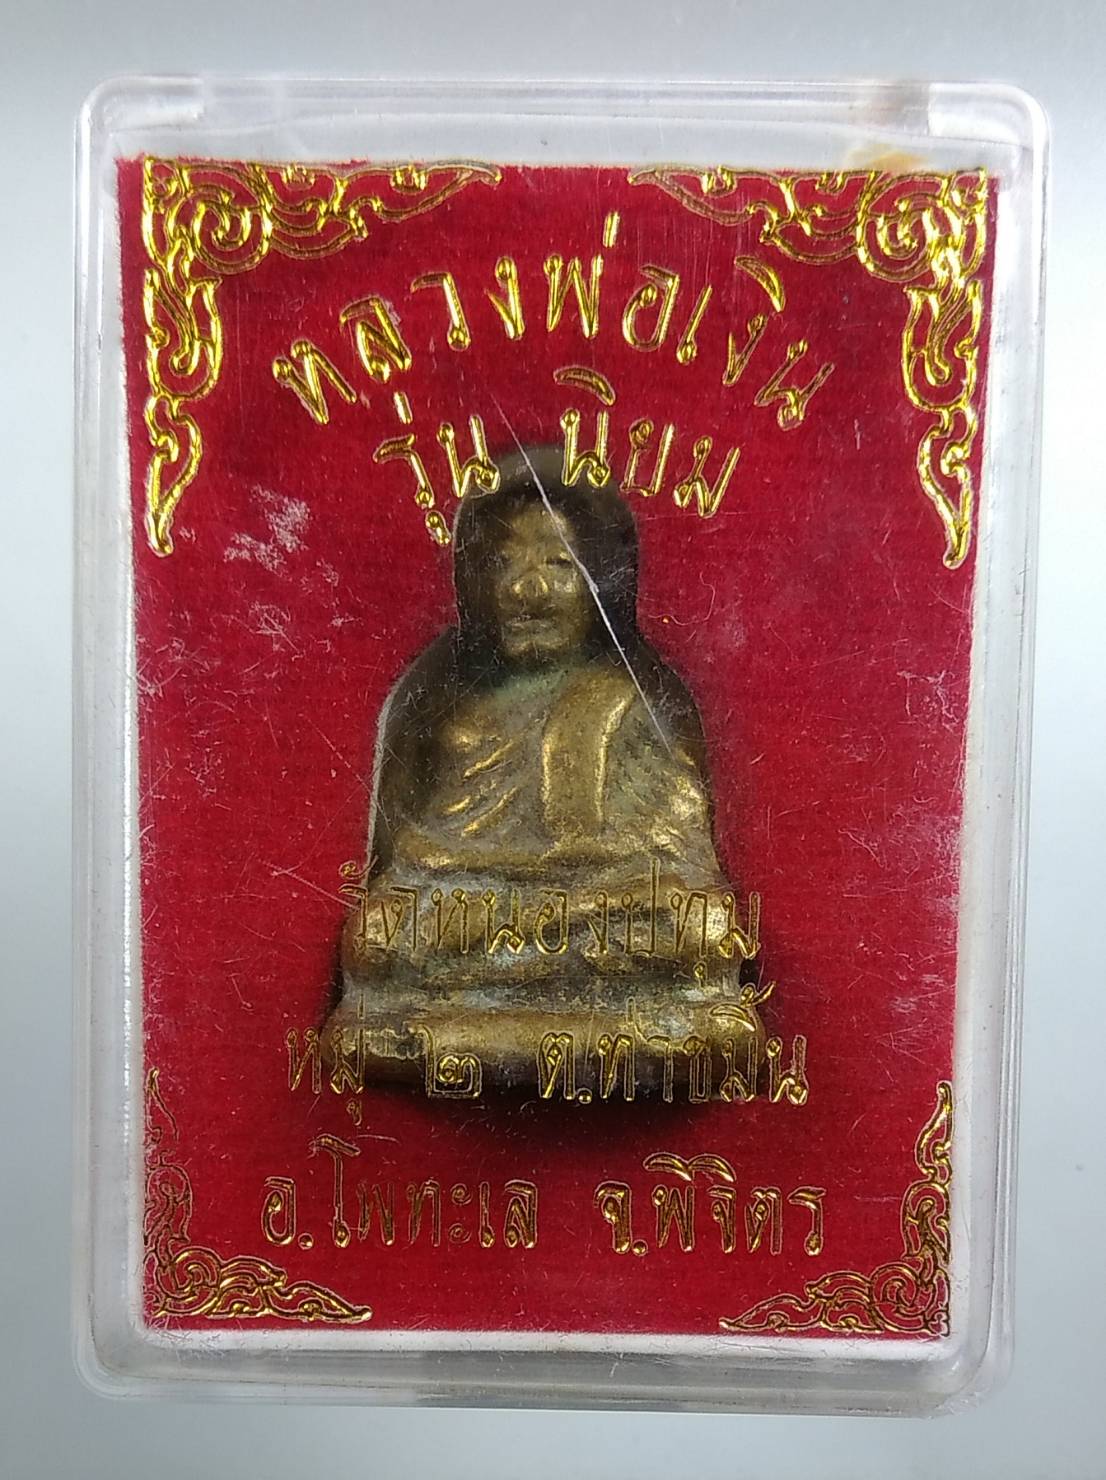 หลวงพ่อเงิน
รุ่น นิยม
วัดหนองปทุม
หมู่ ๒ ต.ท่าขมิ้น
อ.โพทะเล จ.พิจิตร